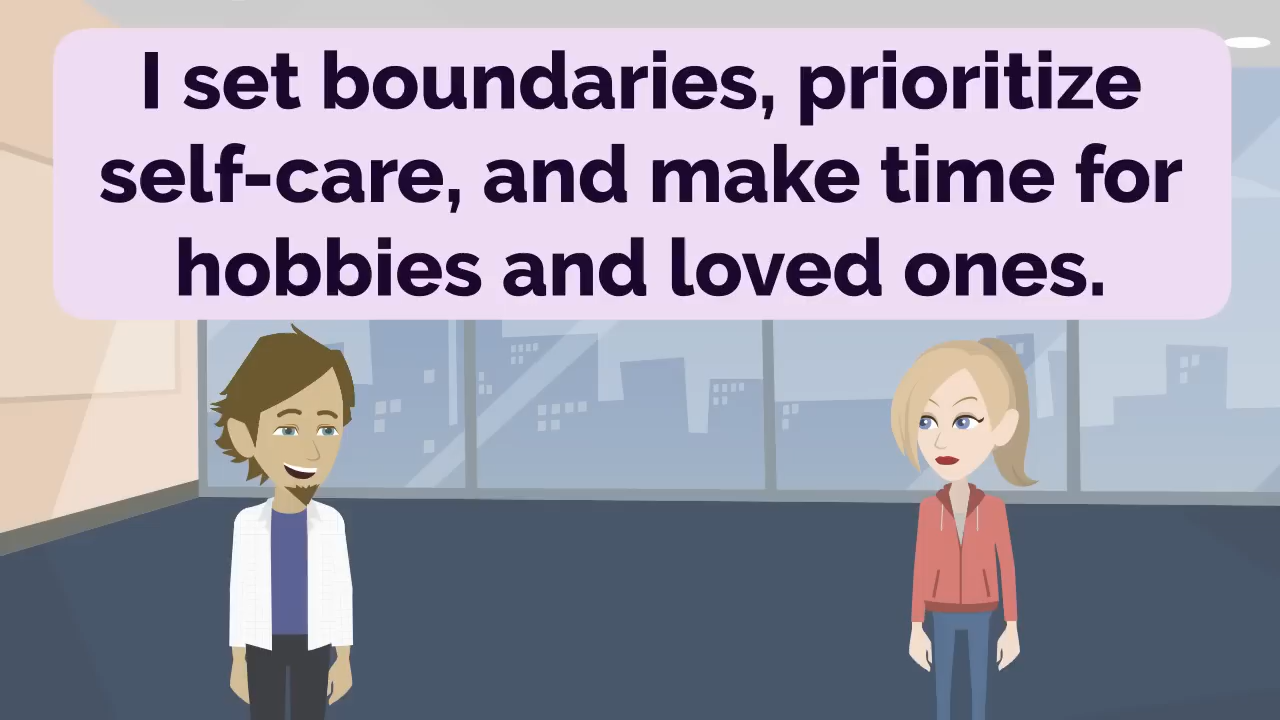 I set boundaries, prioritize
self-care, and make time for
hobbies and loved ones.